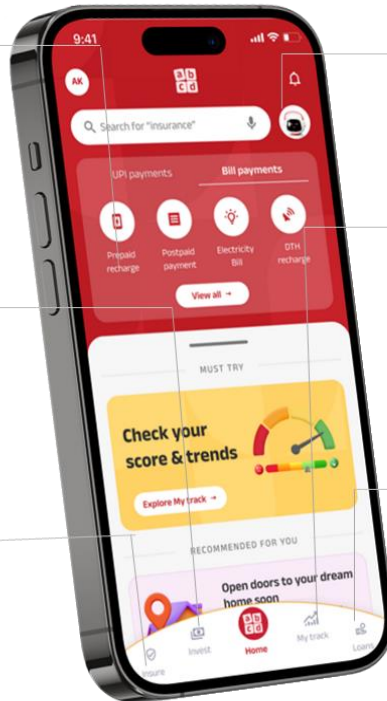 9:41
AK
a b
c d
Search for "insurance"
UPI payments
Bill payments
Prepaid
recharge
Postpaid
payment
Electricity
Bill
DTH
recharge
View all →
MUST TRY
Check your
score & trends
Explore My track →
RECOMMENDED FOR YOU
Open doors to your dream
home soon
Insure
Invest
a b
c d
Home
My track
Loans